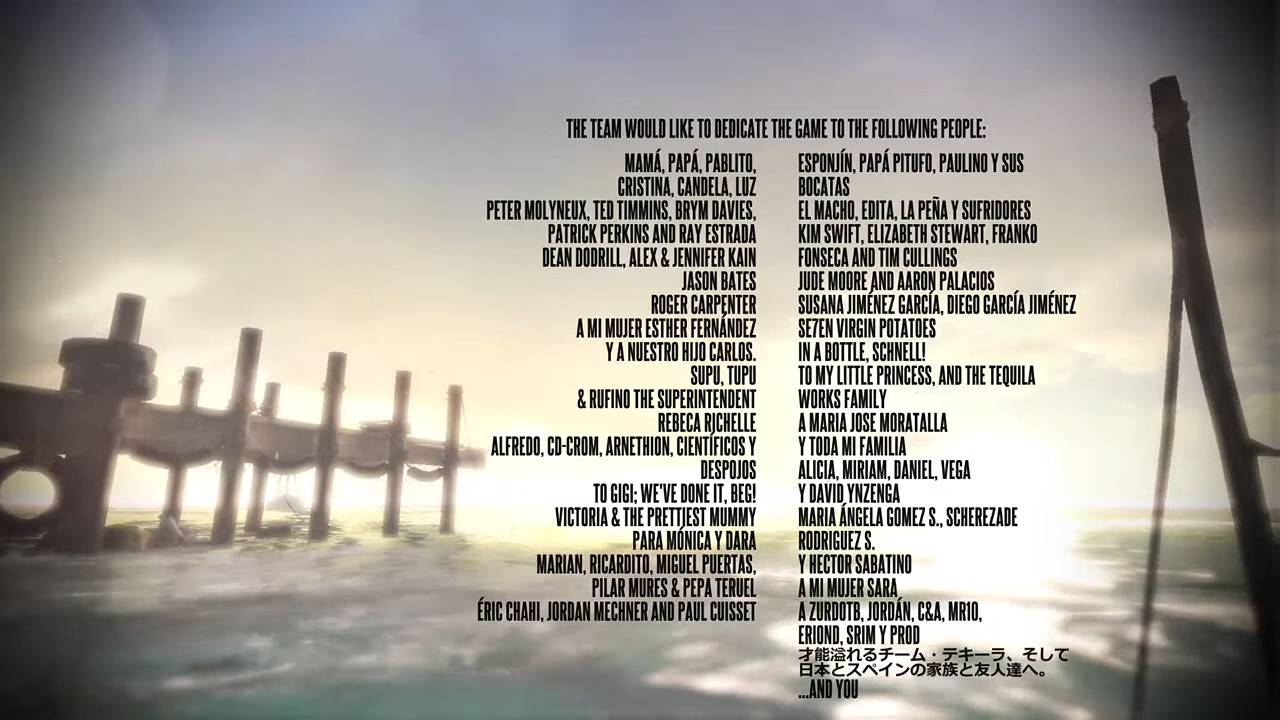 THE TEAM WOULD LIKE TO DEDICATE THE GAME TO THE FOLLOWING PEOPLE:
MAMÁ, PAPÁ, PABLITO,
CRISTINA, CANDELA, LUZ
PETER MOLYNEUX, TED TIMMINS, BRYM DAVIES,
PATRICK PERKINS AND RAY ESTRADA
DEAN DODRILL, ALEX & JENNIFER KAIN
JASON BATES
ROGER CARPENTER
A MI MUJER ESTHER FERNÁNDEZ
Y A NUESTRO HIJO CARLOS.
SUPU, TUPU
& RUFINO THE SUPERINTENDENT
REBECA RICHELLE
ALFREDO, CD-CROM, ARNETHION, CIENTÍFICOS Y
DESPOJOS
TO GIGI; WE'VE DONE IT, BEG!
VICTORIA & THE PRETTIEST MUMMY
PARA MÓNICA Y DARA
MARIAN, RICARDITO, MIGUEL PUERTAS,
PILAR MURES & PEPA TERUEL
ÉRIC CHAHI, JORDAN MECHNER AND PAUL CUISSET
ESPONJÍN, PAPÁ PITUFO, PAULINO Y SUS
BOCATAS
EL MACHO, EDITA, LA PEÑA Y SUFRIDORES
KIM SWIFT, ELIZABETH STEWART, FRANKO
FONSECA AND TIM CULLINGS
JUDE MOORE AND AARON PALACIOS
SUSANA JIMÉNEZ GARCÍA, DIEGO GARCÍA JIMÉNEZ
SE7EN VIRGIN POTATOES
IN A BOTTLE, SCHNELL!
TO MY LITTLE PRINCESS, AND THE TEQUILA
WORKS FAMILY
A MARIA JOSE MORATALLA
Y TODA MI FAMILIA
ALICIA, MIRIAM, DANIEL, VEGA
Y DAVID YNZENGA
MARIA ÁNGELA GOMEZ S., SCHEREZADE
RODRIGUEZ S.
Y HECTOR SABATINO
A MI MUJER SARA
A ZURDOTB, JORDÁN, C&A, MR10,
ERIOND, SRIM Y PROD
才能溢れるチーム・テキーラ、そして
日本とスペインの家族と友人達へ。
...AND YOU